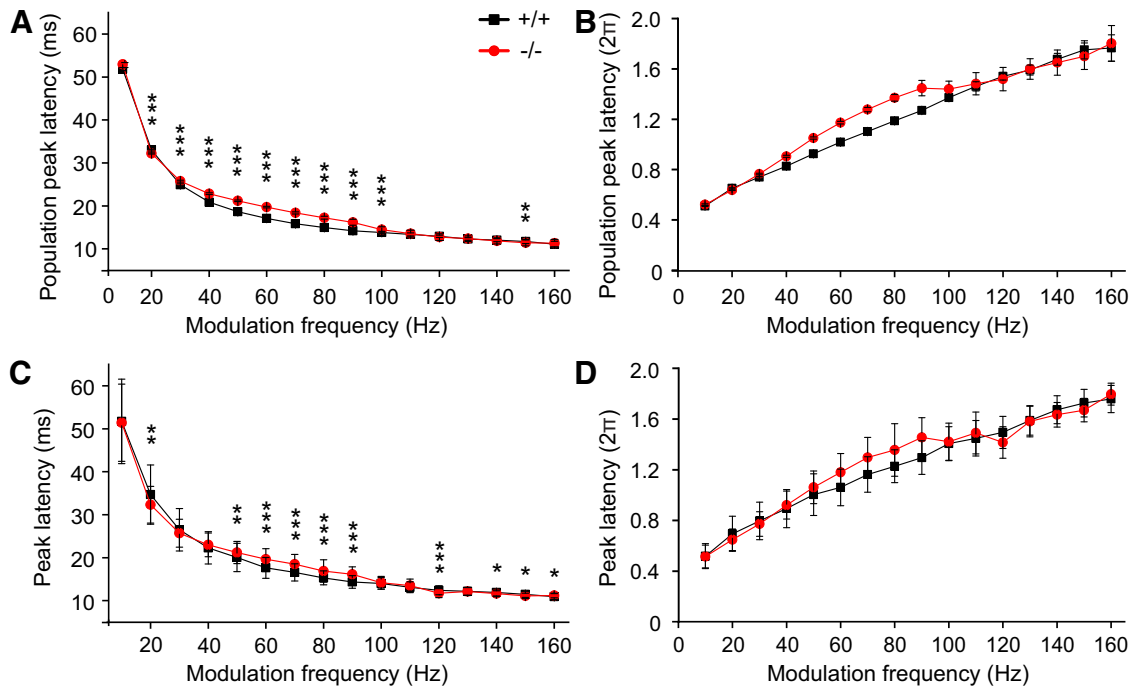 A
+/+
-/-
Population peak latency (ms)
60
50
40
30
20
10
***
***
***
***
***
***
***
***
***
**
0 20 40 60 80 100 120 140 160
Modulation frequency (Hz)
B
Population peak latency (2π)
2.0
1.6
1.2
0.8
0.4
0
0 20 40 60 80 100 120 140 160
Modulation frequency (Hz)
C
Peak latency (ms)
60
50
40
30
20
10
**
**
***
***
***
***
***
*
*
*
20 40 60 80 100 120 140 160
Modulation frequency (Hz)
D
Peak latency (2π)
2.0
1.6
1.2
0.8
0.4
0
0 20 40 60 80 100 120 140 160
Modulation frequency (Hz)